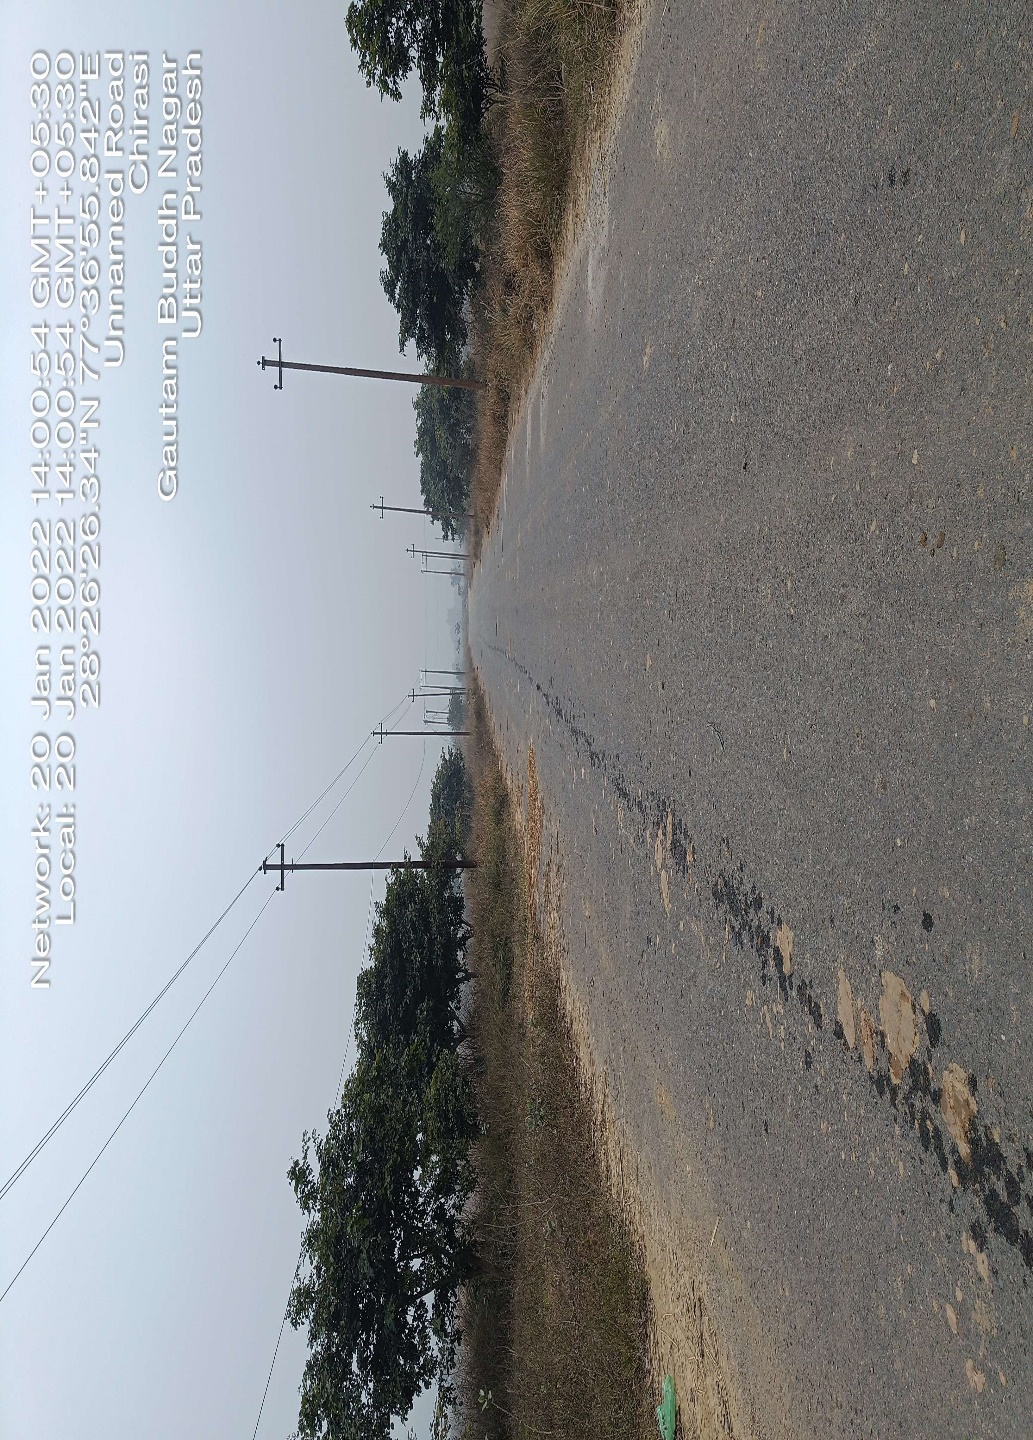 Network: 20 Jan 2022 14:00:54 GMT+05:30
Local: 20 Jan 2022 14:00:54 GMT+05:30
28°26'26.34"N 77°36'55.842"E
Unnamed Road
Chirasi
Gautam Buddh Nagar
Uttar Pradesh